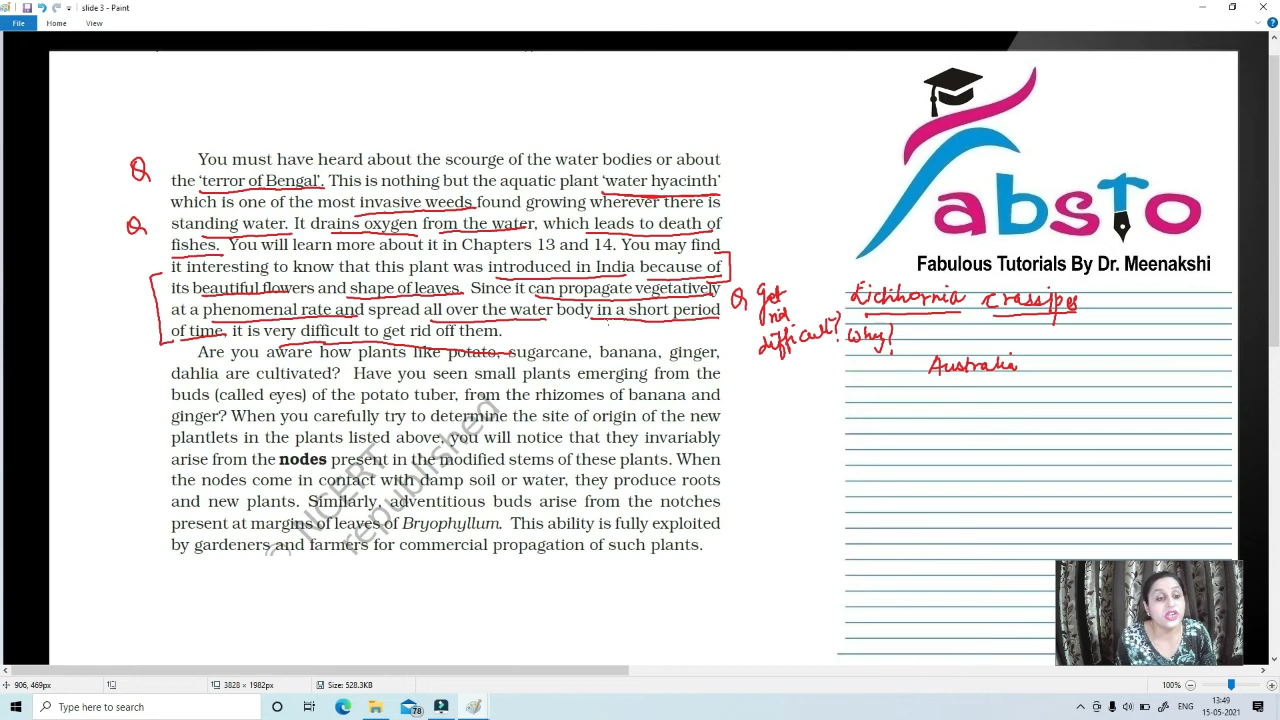 slide 3 - Paint
File Home View
You must have heard about the scourge of the water bodies or about
the 'terror of Bengal'. This is nothing but the aquatic plant 'water hyacinth'
which is one of the most invasive weeds found growing wherever there is
standing water. It drains oxygen from the water, which leads to death of
fishes. You will learn more about it in Chapters 13 and 14. You may find
it interesting to know that this plant was introduced in India because of
its beautiful flowers and shape of leaves. Since it can propagate vegetatively
at a phenomenal rate and spread all over the water body in a short period
of time, it is very difficult to get rid off them.
Are you aware how plants like potato, sugarcane, banana, ginger,
dahlia are cultivated? Have you seen small plants emerging from the
buds (called eyes) of the potato tuber, from the rhizomes of banana and
ginger? When you carefully try to determine the site of origin of the new
plantlets in the plants listed above, you will notice that they invariably
arise from the nodes present in the modified stems of these plants. When
the nodes come in contact with damp soil or water, they produce roots
and new plants. Similarly, adventitious buds arise from the notches
present at margins of leaves of Bryophyllum. This ability is fully exploited
by gardeners and farmers for commercial propagation of such plants.
© NCERT
republished
Q
Q
Q Get
rid
difficult? Why?
absto
Fabulous Tutorials By Dr. Meenakshi
Eichhornia crassipes
Australia
906, 469px
3828 × 1982px
Size: 528.3KB
100%
Type here to search
78
ENG
13:49
15-05-2021